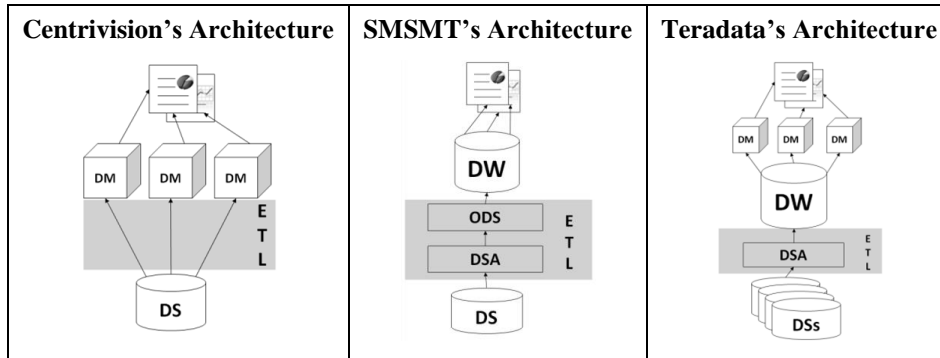 Centrivision’s Architecture
DM DM DM
E
T
L
DS
SMSMT’s Architecture
DW
ODS
DSA
E
T
L
DS
Teradata’s Architecture
DM DM DM
DW
DSA
E
T
L
DSs